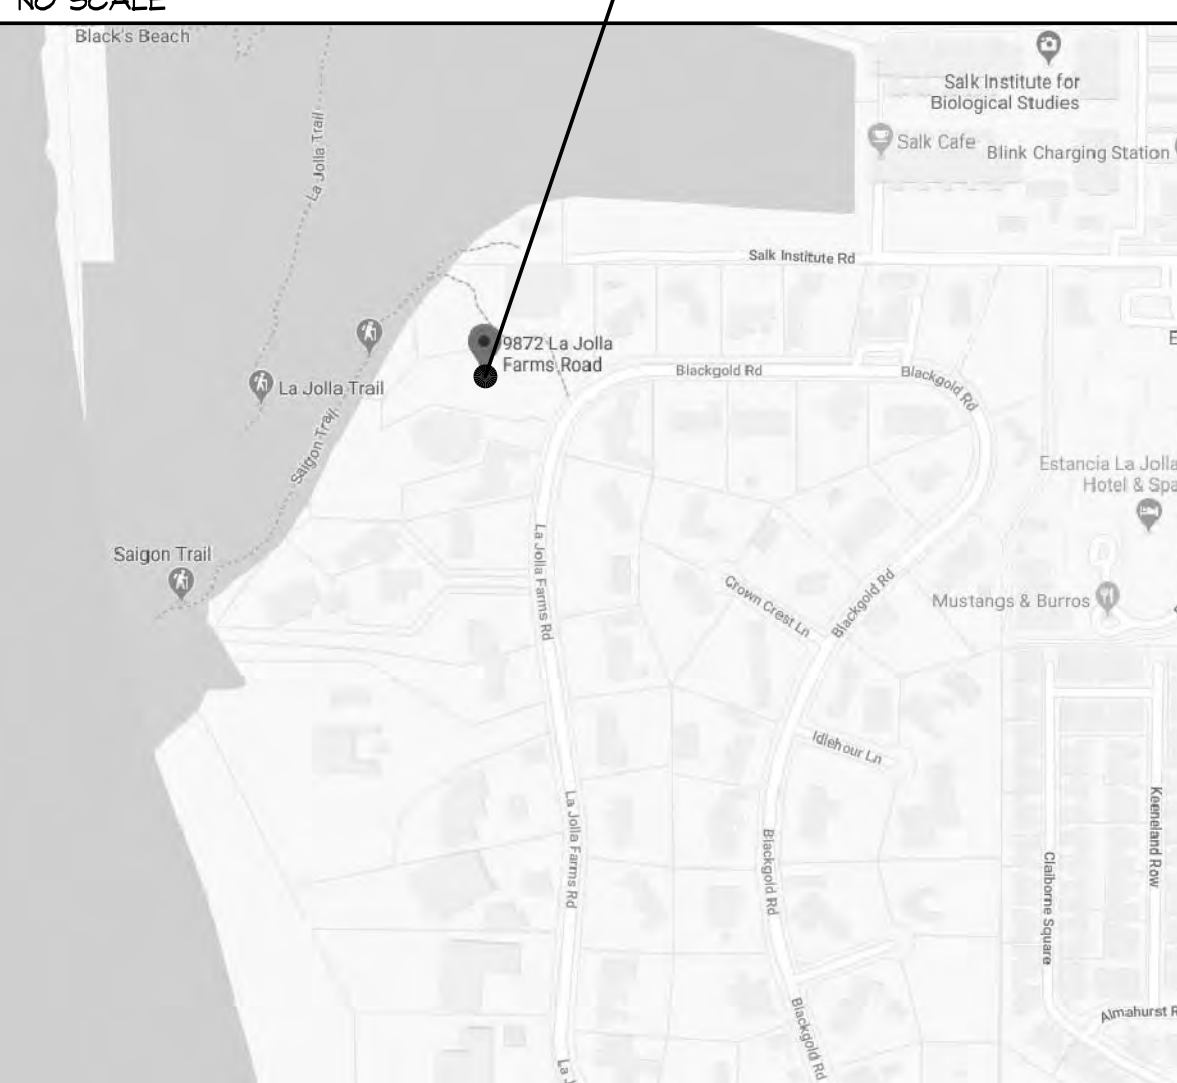 NO SCALE
Black's Beach
Salk Institute for
Biological Studies
La Jolla Trail
Salk Cafe
Blink Charging Station
Salk Institute Rd
9872 La Jolla
Farms Road
Blackgold Rd
Blackgold Rd
La Jolla Trail
Saigon Trail
Estancia La Jolla
Hotel & Spa
Saigon Trail
La Jolla Farms Rd
Crown Crest Ln
Blackgold Rd
Mustangs & Burros
Idlehour Ln
La Jolla Farms Rd
Blackgold Rd
Keeneland Row
Claiborne Square
Almahurst R
Blackgold Rd
La J